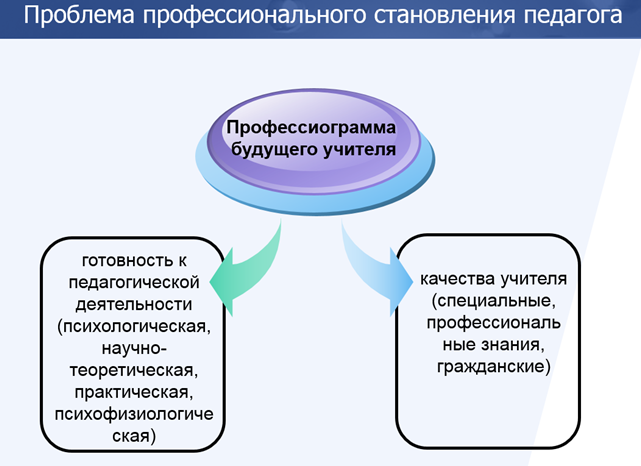 Проблема профессионального становления педагога
Профессиограмма
будущего учителя
готовность к
педагогической
деятельности
(психологическая,
научно-
теоретическая,
практическая,
психофизиологиче
ская)
качества учителя
(специальные,
профессиональ
ные знания,
гражданские)